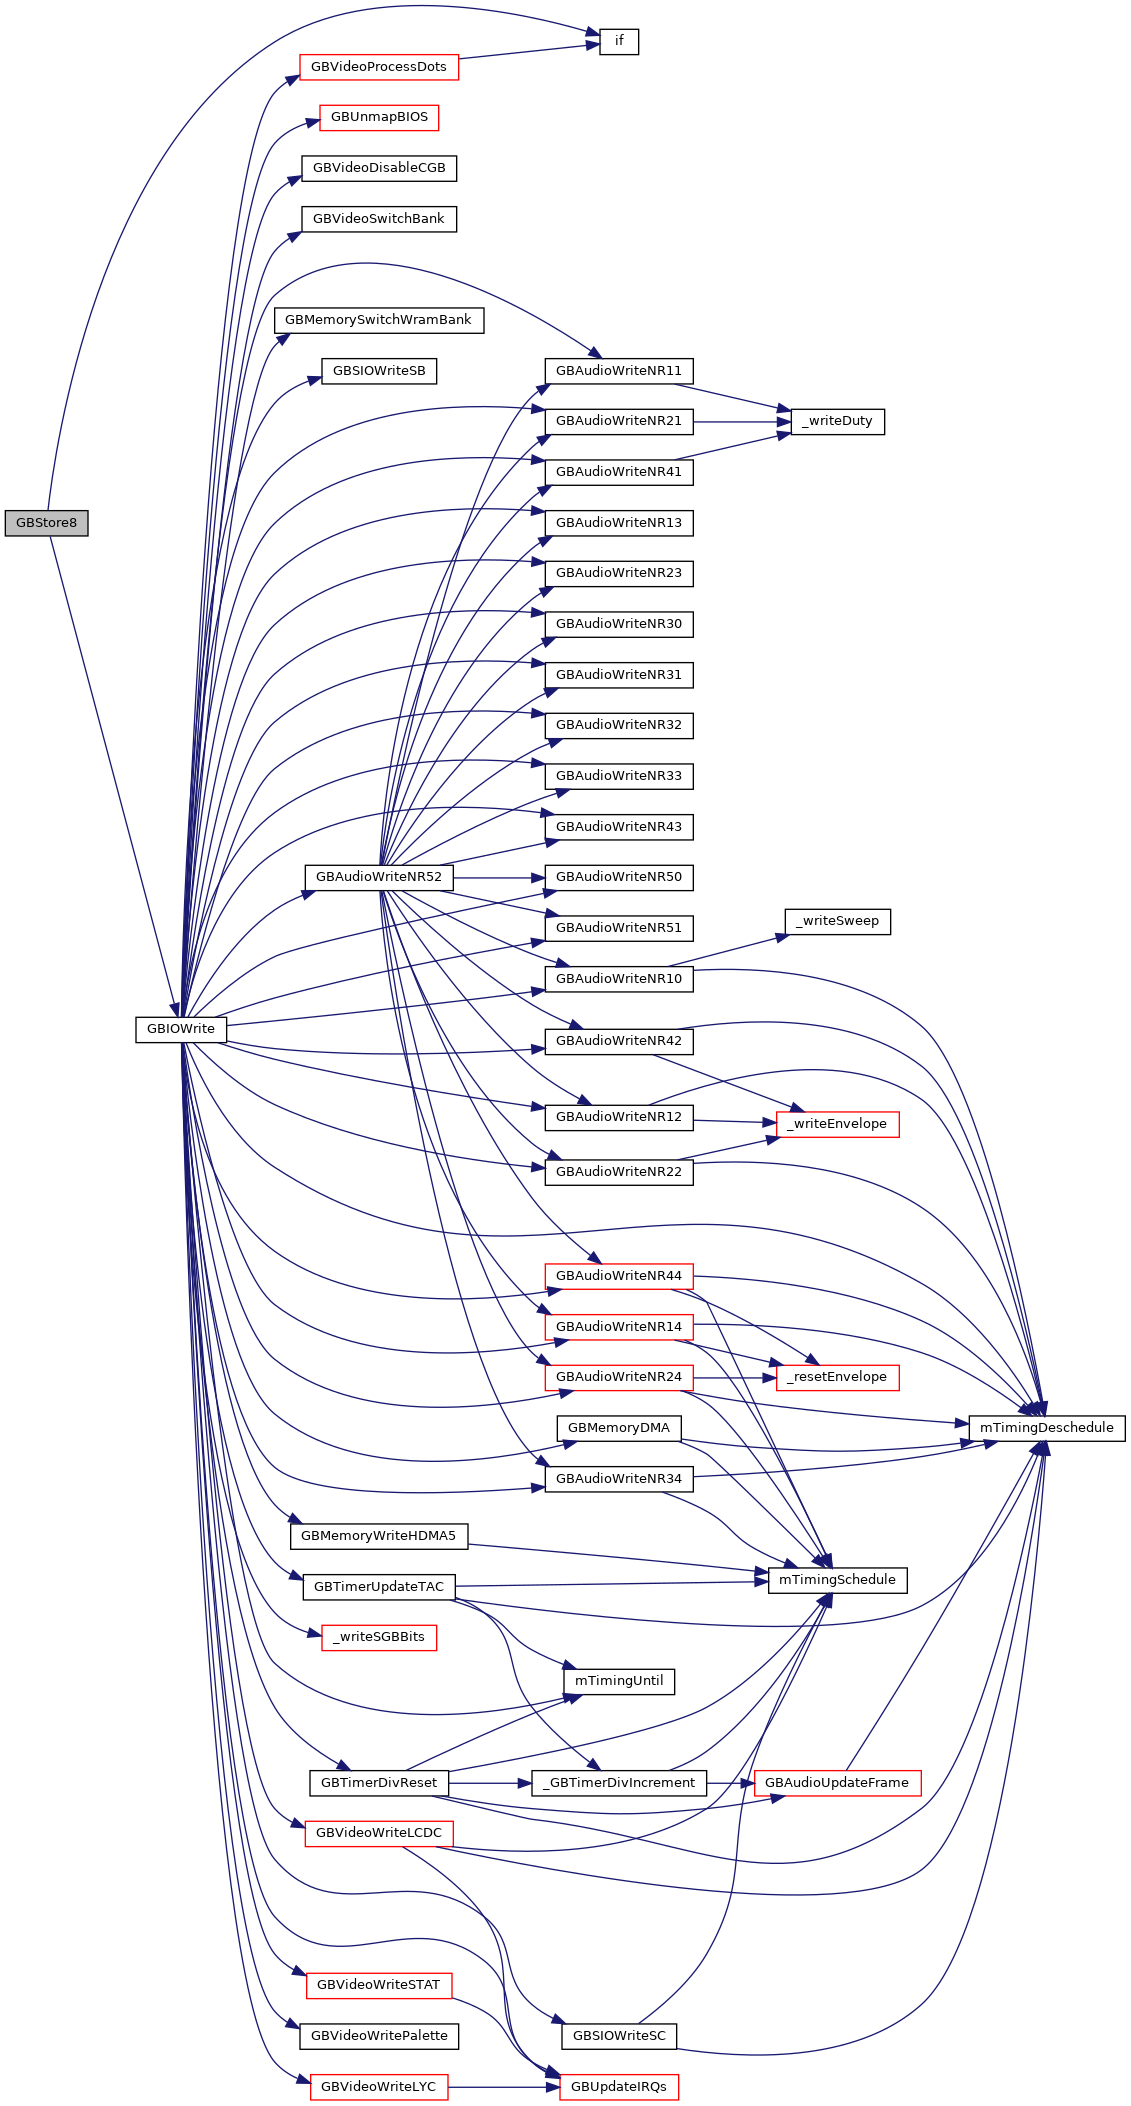 if
GBVideoProcessDots
GBUnmapBIOS
GBVideoDisableCGB
GBVideoSwitchBank
GBMemorySwitchWramBank
GBSIOWriteSB
GBAudioWriteNR11
GBAudioWriteNR21
_writeDuty
GBAudioWriteNR41
GBStore8
GBAudioWriteNR13
GBAudioWriteNR23
GBAudioWriteNR30
GBAudioWriteNR31
GBAudioWriteNR32
GBAudioWriteNR33
GBAudioWriteNR43
GBAudioWriteNR52
GBAudioWriteNR50
_writeSweep
GBAudioWriteNR51
GBAudioWriteNR10
GBIOWrite
GBAudioWriteNR42
GBAudioWriteNR12
_writeEnvelope
GBAudioWriteNR22
GBAudioWriteNR44
GBAudioWriteNR14
GBAudioWriteNR24
_resetEnvelope
GBMemoryDMA
mTimingDeschedule
GBAudioWriteNR34
GBMemoryWriteHDMA5
GBTimerUpdateTAC
mTimingSchedule
_writeSGBBits
mTimingUntil
GBTimerDivReset
_GBTimerDivIncrement
GBAudioUpdateFrame
GBVideoWriteLCDC
GBVideoWriteSTAT
GBVideoWritePalette
GBSIOWriteSC
GBVideoWriteLYC
GBUpdateIRQs